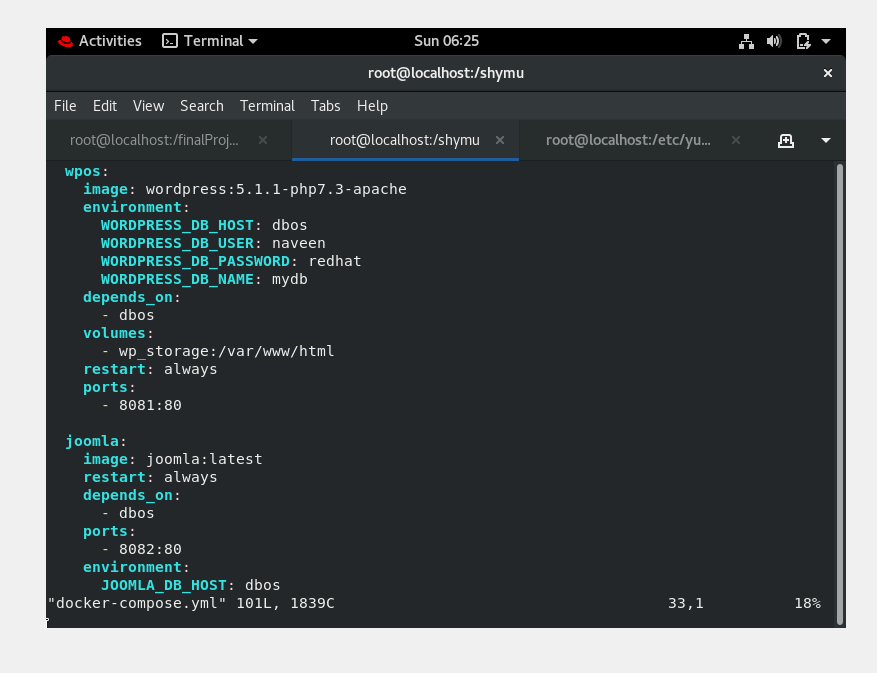 Activities Terminal Sun 06:25
root@localhost:/shymu
File Edit View Search Terminal Tabs Help
root@localhost:/finalProj... root@localhost:/shymu root@localhost:/etc/yu...
wpos:
image: wordpress:5.1.1-php7.3-apache
environment:
WORDPRESS_DB_HOST: dbos
WORDPRESS_DB_USER: naveen
WORDPRESS_DB_PASSWORD: redhat
WORDPRESS_DB_NAME: mydb
depends_on:
- dbos
volumes:
- wp_storage:/var/www/html
restart: always
ports:
- 8081:80
joomla:
image: joomla:latest
restart: always
depends_on:
- dbos
ports:
- 8082:80
environment:
JOOMLA_DB_HOST: dbos
"docker-compose.yml" 101L, 1839C 33,1 18%